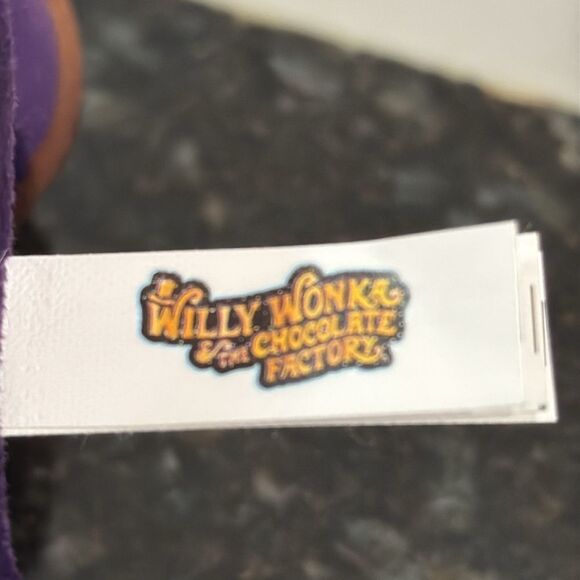 WILLY WONKA
& THE CHOCOLATE
FACTORY